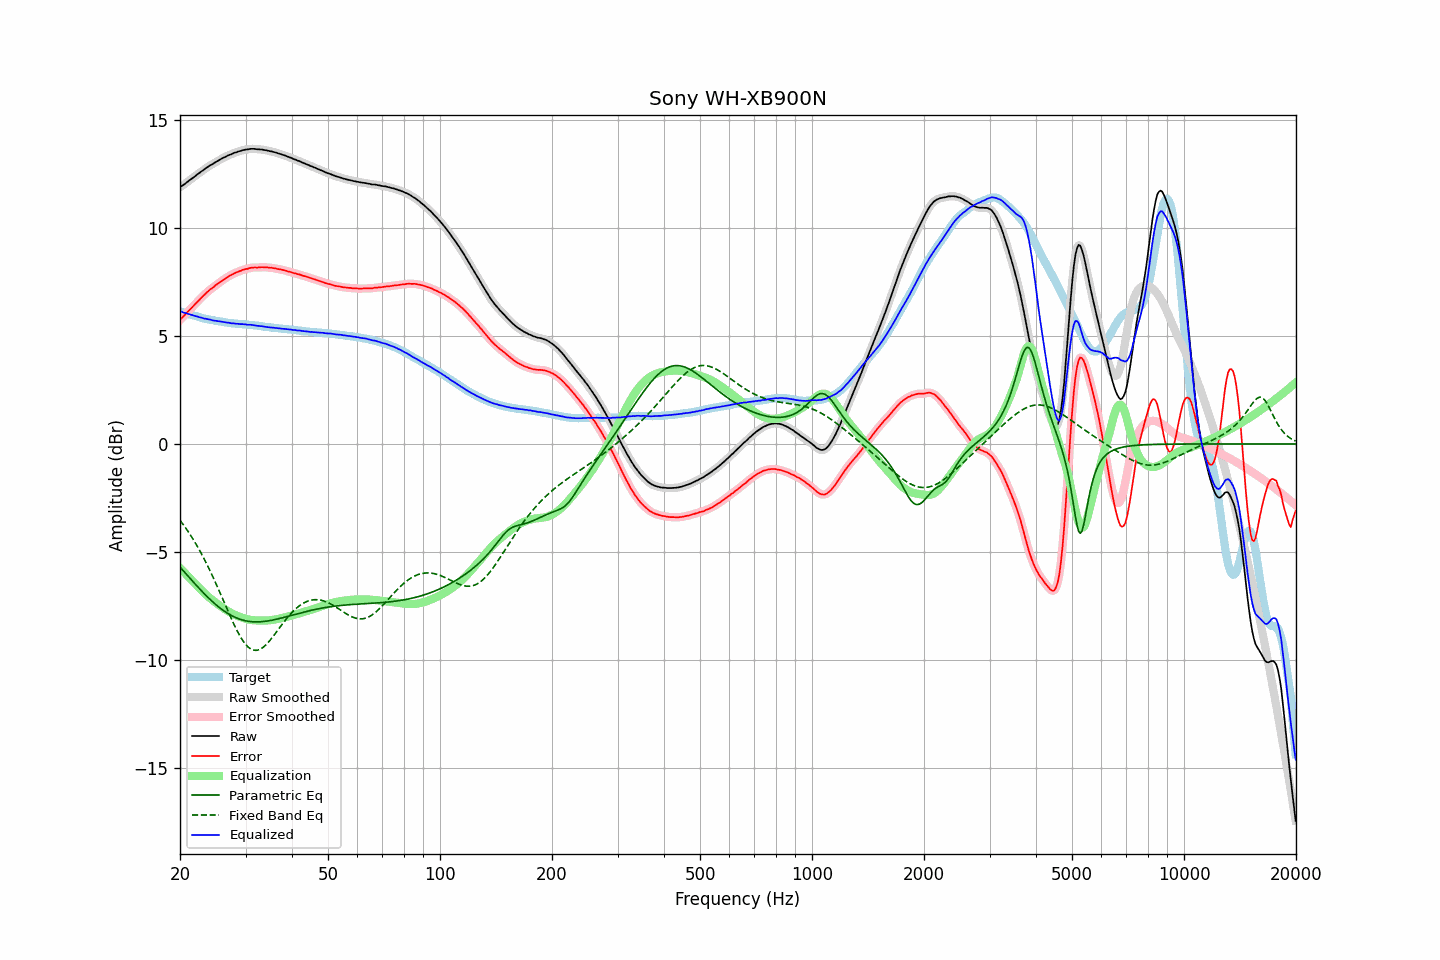 Sony WH-XB900N
15
10
5
0
−5
−10
−15
Amplitude (dBr)
Target
Raw Smoothed
Error Smoothed
Raw
Error
Equalization
Parametric Eq
Fixed Band Eq
Equalized
20 50 100 200 500 1000 2000 5000 10000 20000
Frequency (Hz)